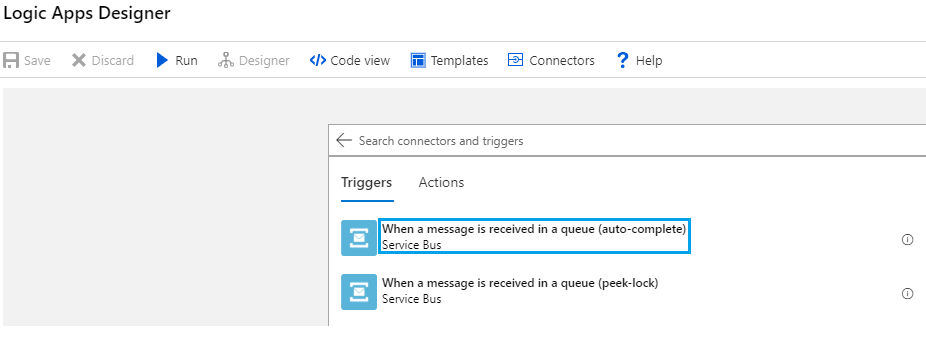 Logic Apps Designer
Save Discard Run Designer </> Code view Templates Connectors ? Help
Search connectors and triggers
Triggers Actions
When a message is received in a queue (auto-complete)
Service Bus
When a message is received in a queue (peek-lock)
Service Bus